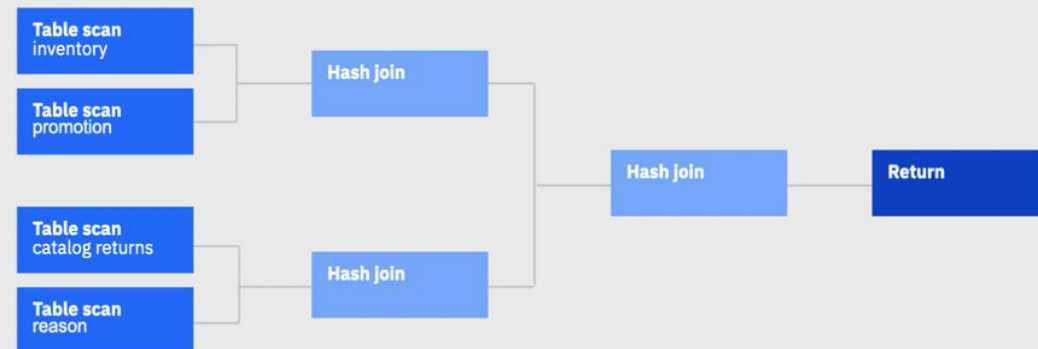 Table scan
inventory
Table scan
promotion
Hash join
Table scan
catalog returns
Table scan
reason
Hash join
Hash join
Return